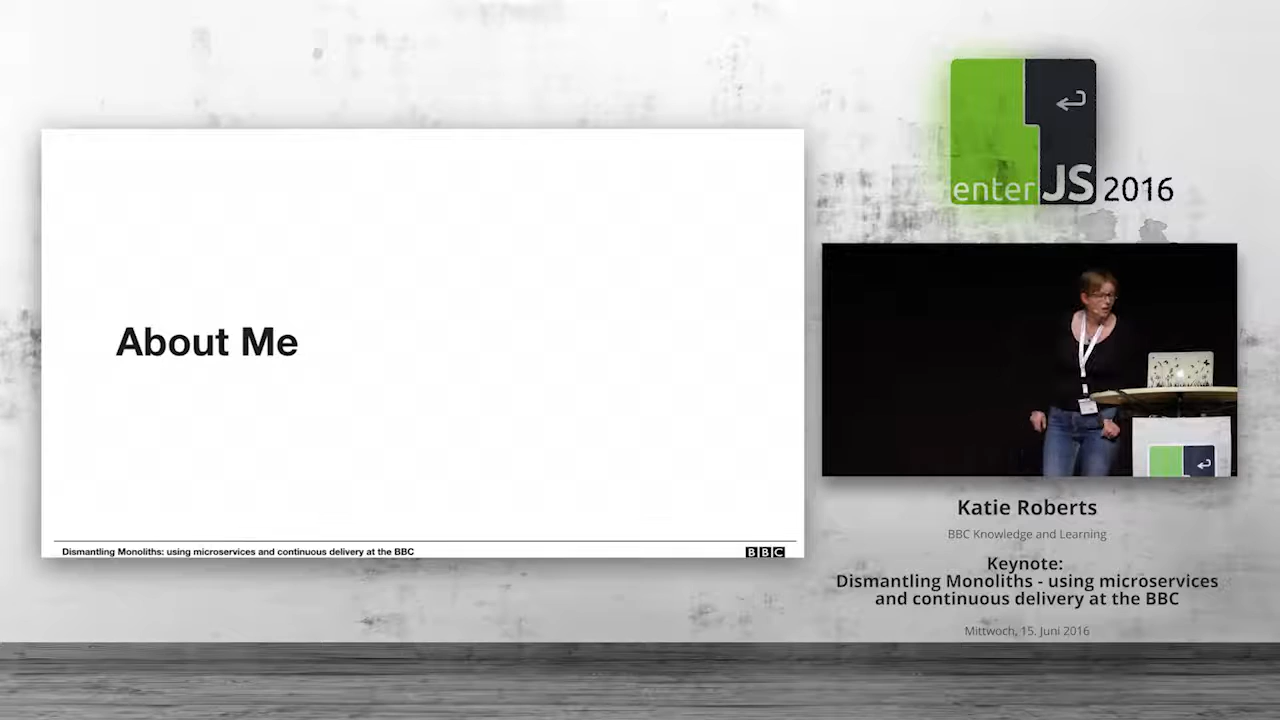 About Me
Dismantling Monoliths: using microservices and continuous delivery at the BBC
BBC
enterJS 2016
Katie Roberts
BBC Knowledge and Learning
Keynote:
Dismantling Monoliths - using microservices
and continuous delivery at the BBC
Mittwoch, 15. Juni 2016